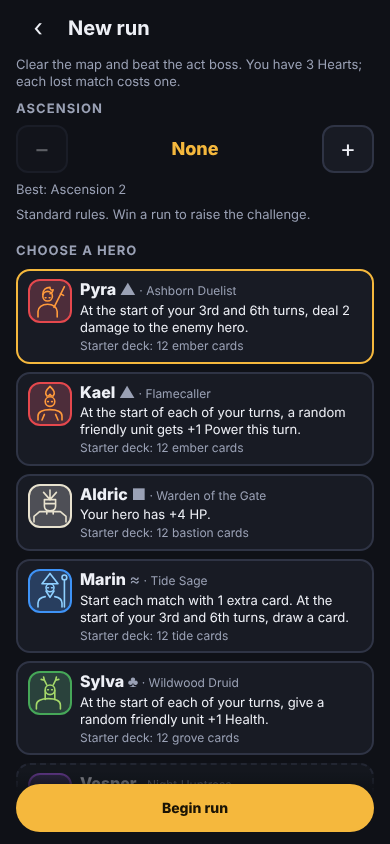 New run
Clear the map and beat the act boss. You have 3 Hearts;
each lost match costs one.
ASCENSION
− None +
Best: Ascension 2
Standard rules. Win a run to raise the challenge.
CHOOSE A HERO
Pyra ▲ · Ashborn Duelist
At the start of your 3rd and 6th turns, deal 2
damage to the enemy hero.
Starter deck: 12 ember cards
Kael ▲ · Flamecaller
At the start of each of your turns, a random
friendly unit gets +1 Power this turn.
Starter deck: 12 ember cards
Aldric ■ · Warden of the Gate
Your hero has +4 HP.
Starter deck: 12 bastion cards
Marin ≈ · Tide Sage
Start each match with 1 extra card. At the
start of your 3rd and 6th turns, draw a card.
Starter deck: 12 tide cards
Sylva ♣ · Wildwood Druid
At the start of each of your turns, give a
random friendly unit +1 Health.
Starter deck: 12 grove cards
Vesper · Night Huntress
Begin run